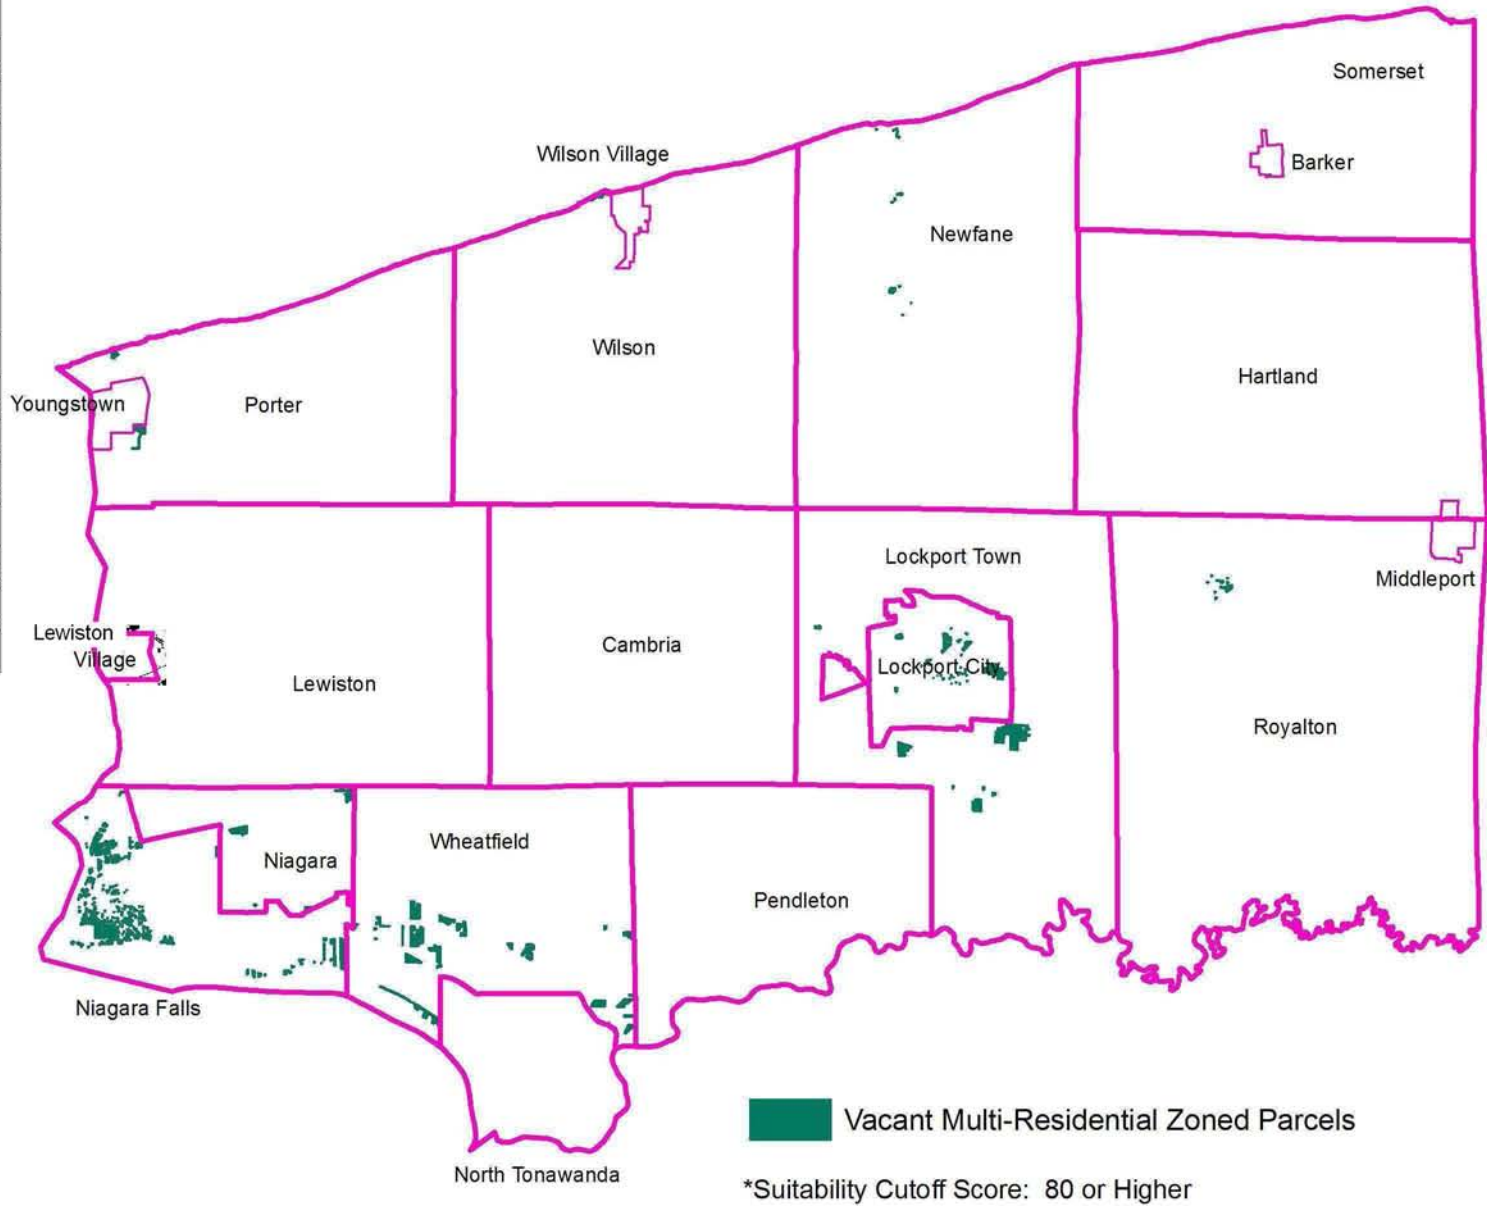 Somerset
Wilson Village
Barker
Newfane
Wilson
Hartland
Youngstown
Porter
Lockport Town
Middleport
Lewiston
Village
Cambria
Lockport City
Lewiston
Royalton
Wheatfield
Niagara
Pendleton
Niagara Falls
Vacant Multi-Residential Zoned Parcels
North Tonawanda
*Suitability Cutoff Score: 80 or Higher